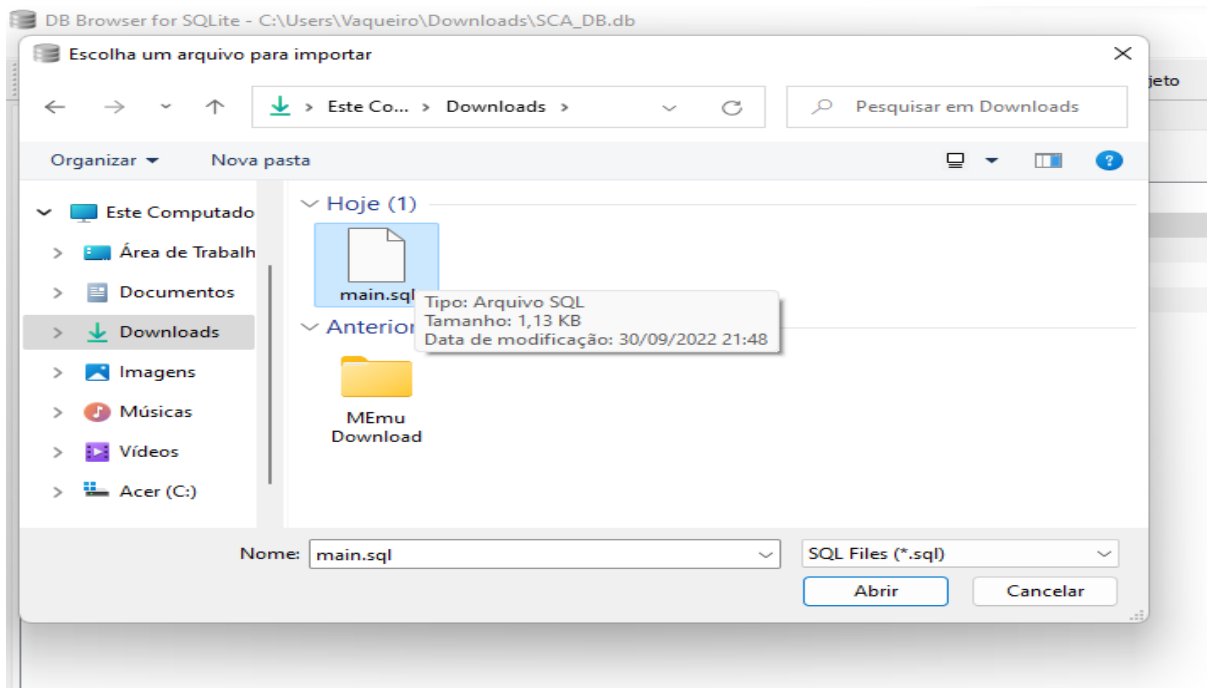 DB Browser for SQLite - C:\Users\Vaqueiro\Downloads\SCA_DB.db
Escolha um arquivo para importar
jeto
Este Co... > Downloads >
Pesquisar em Downloads
Organizar
Nova pasta
Este Computado
Área de Trabalh
Documentos
Downloads
Imagens
Músicas
Vídeos
Acer (C:)
Hoje (1)
main.sql
Tipo: Arquivo SQL
Tamanho: 1,13 KB
Data de modificação: 30/09/2022 21:48
Anterior
MEmu
Download
Nome: main.sql
SQL Files (*.sql)
Abrir
Cancelar